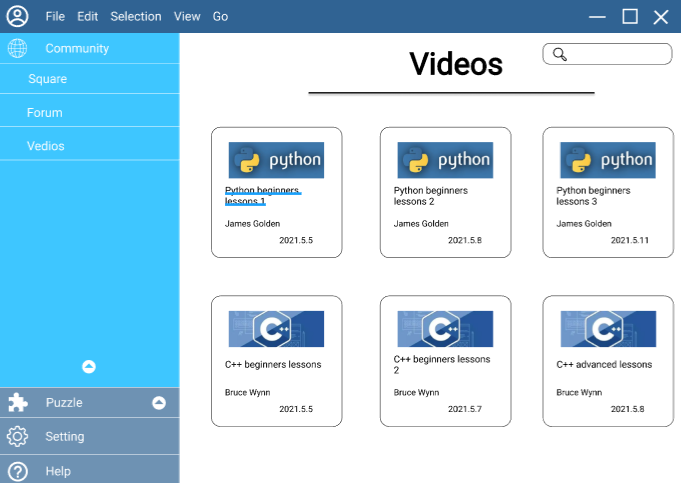 File Edit Selection View Go
Community
Square
Forum
Vedios
Puzzle
Setting
Help
Videos
python
Python beginners
lessons 1
James Golden
2021.5.5
python
Python beginners
lessons 2
James Golden
2021.5.8
python
Python beginners
lessons 3
James Golden
2021.5.11
C++
C++ beginners lessons
Bruce Wynn
2021.5.5
C++
C++ beginners lessons
2
Bruce Wynn
2021.5.7
C++
C++ advanced lessons
Bruce Wynn
2021.5.8